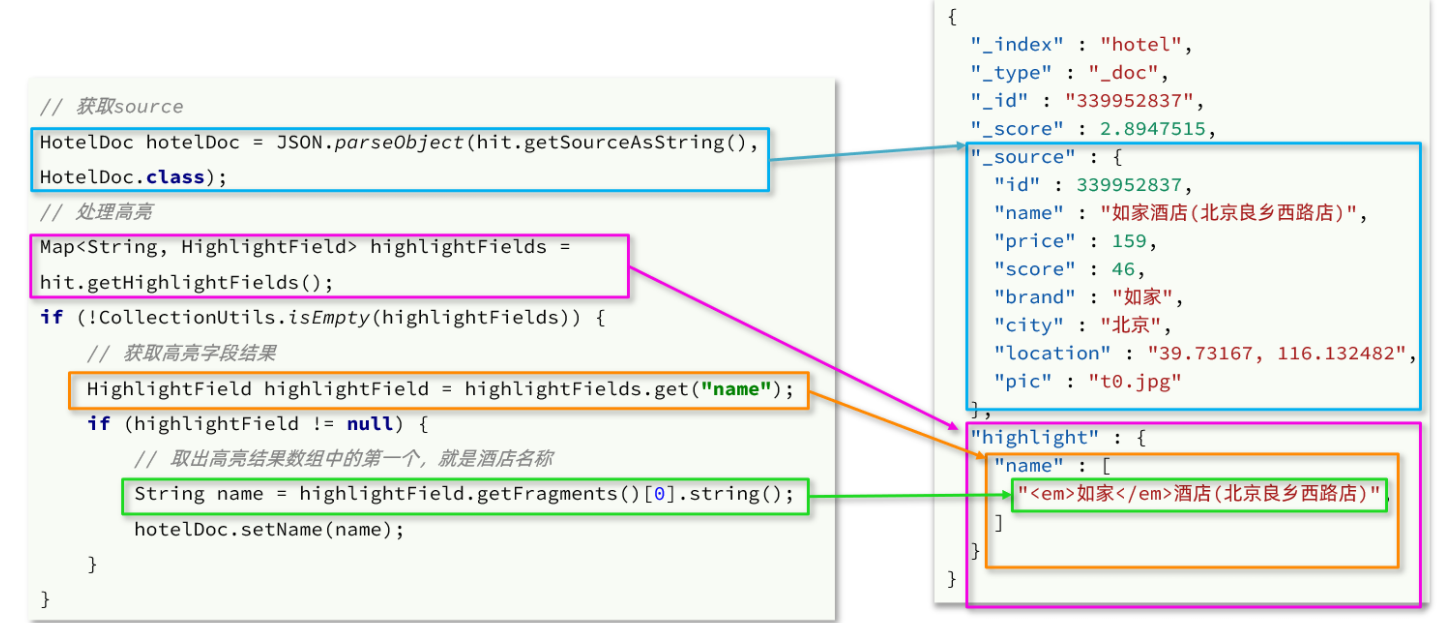 // 获取source
HotelDoc hotelDoc = JSON.parseObject(hit.getSourceAsString(),
HotelDoc.class);
// 处理高亮
Map<String, HighlightField> highlightFields =
hit.getHighlightFields();
if (!CollectionUtils.isEmpty(highlightFields)) {
    // 获取高亮字段结果
    HighlightField highlightField = highlightFields.get("name");
    if (highlightField != null) {
        // 取出高亮结果数组中的第一个，就是酒店名称
        String name = highlightField.getFragments()[0].string();
        hotelDoc.setName(name);
    }
}
{
  "_index" : "hotel",
  "_type" : "_doc",
  "_id" : "339952837",
  "_score" : 2.8947515,
  "_source" : {
    "id" : 339952837,
    "name" : "如家酒店(北京良乡西路店)",
    "price" : 159,
    "score" : 46,
    "brand" : "如家",
    "city" : "北京",
    "location" : "39.73167, 116.132482",
    "pic" : "t0.jpg"
  },
  "highlight" : {
    "name" : [
      "<em>如家</em>酒店(北京良乡西路店)",
    ]
  }
}